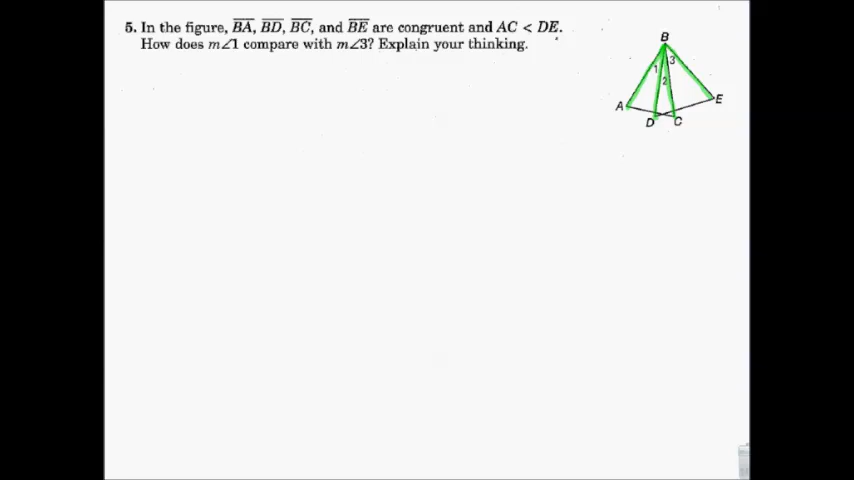 5. In the figure, BA, BD, BC, and BE are congruent and AC < DE.
How does m∠1 compare with m∠3? Explain your thinking.
B
1
3
2
A
E
D
C